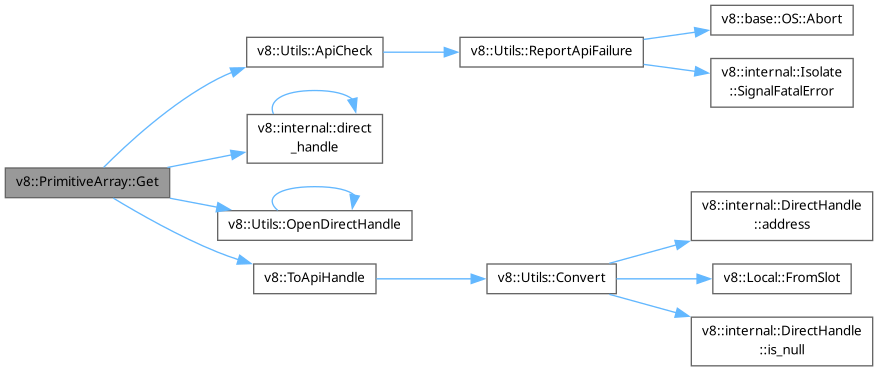 v8::PrimitiveArray::Get
v8::Utils::ApiCheck
v8::Utils::ReportApiFailure
v8::base::OS::Abort
v8::internal::Isolate
::SignalFatalError
v8::internal::direct
_handle
v8::Utils::OpenDirectHandle
v8::ToApiHandle
v8::Utils::Convert
v8::internal::DirectHandle
::address
v8::Local::FromSlot
v8::internal::DirectHandle
::is_null